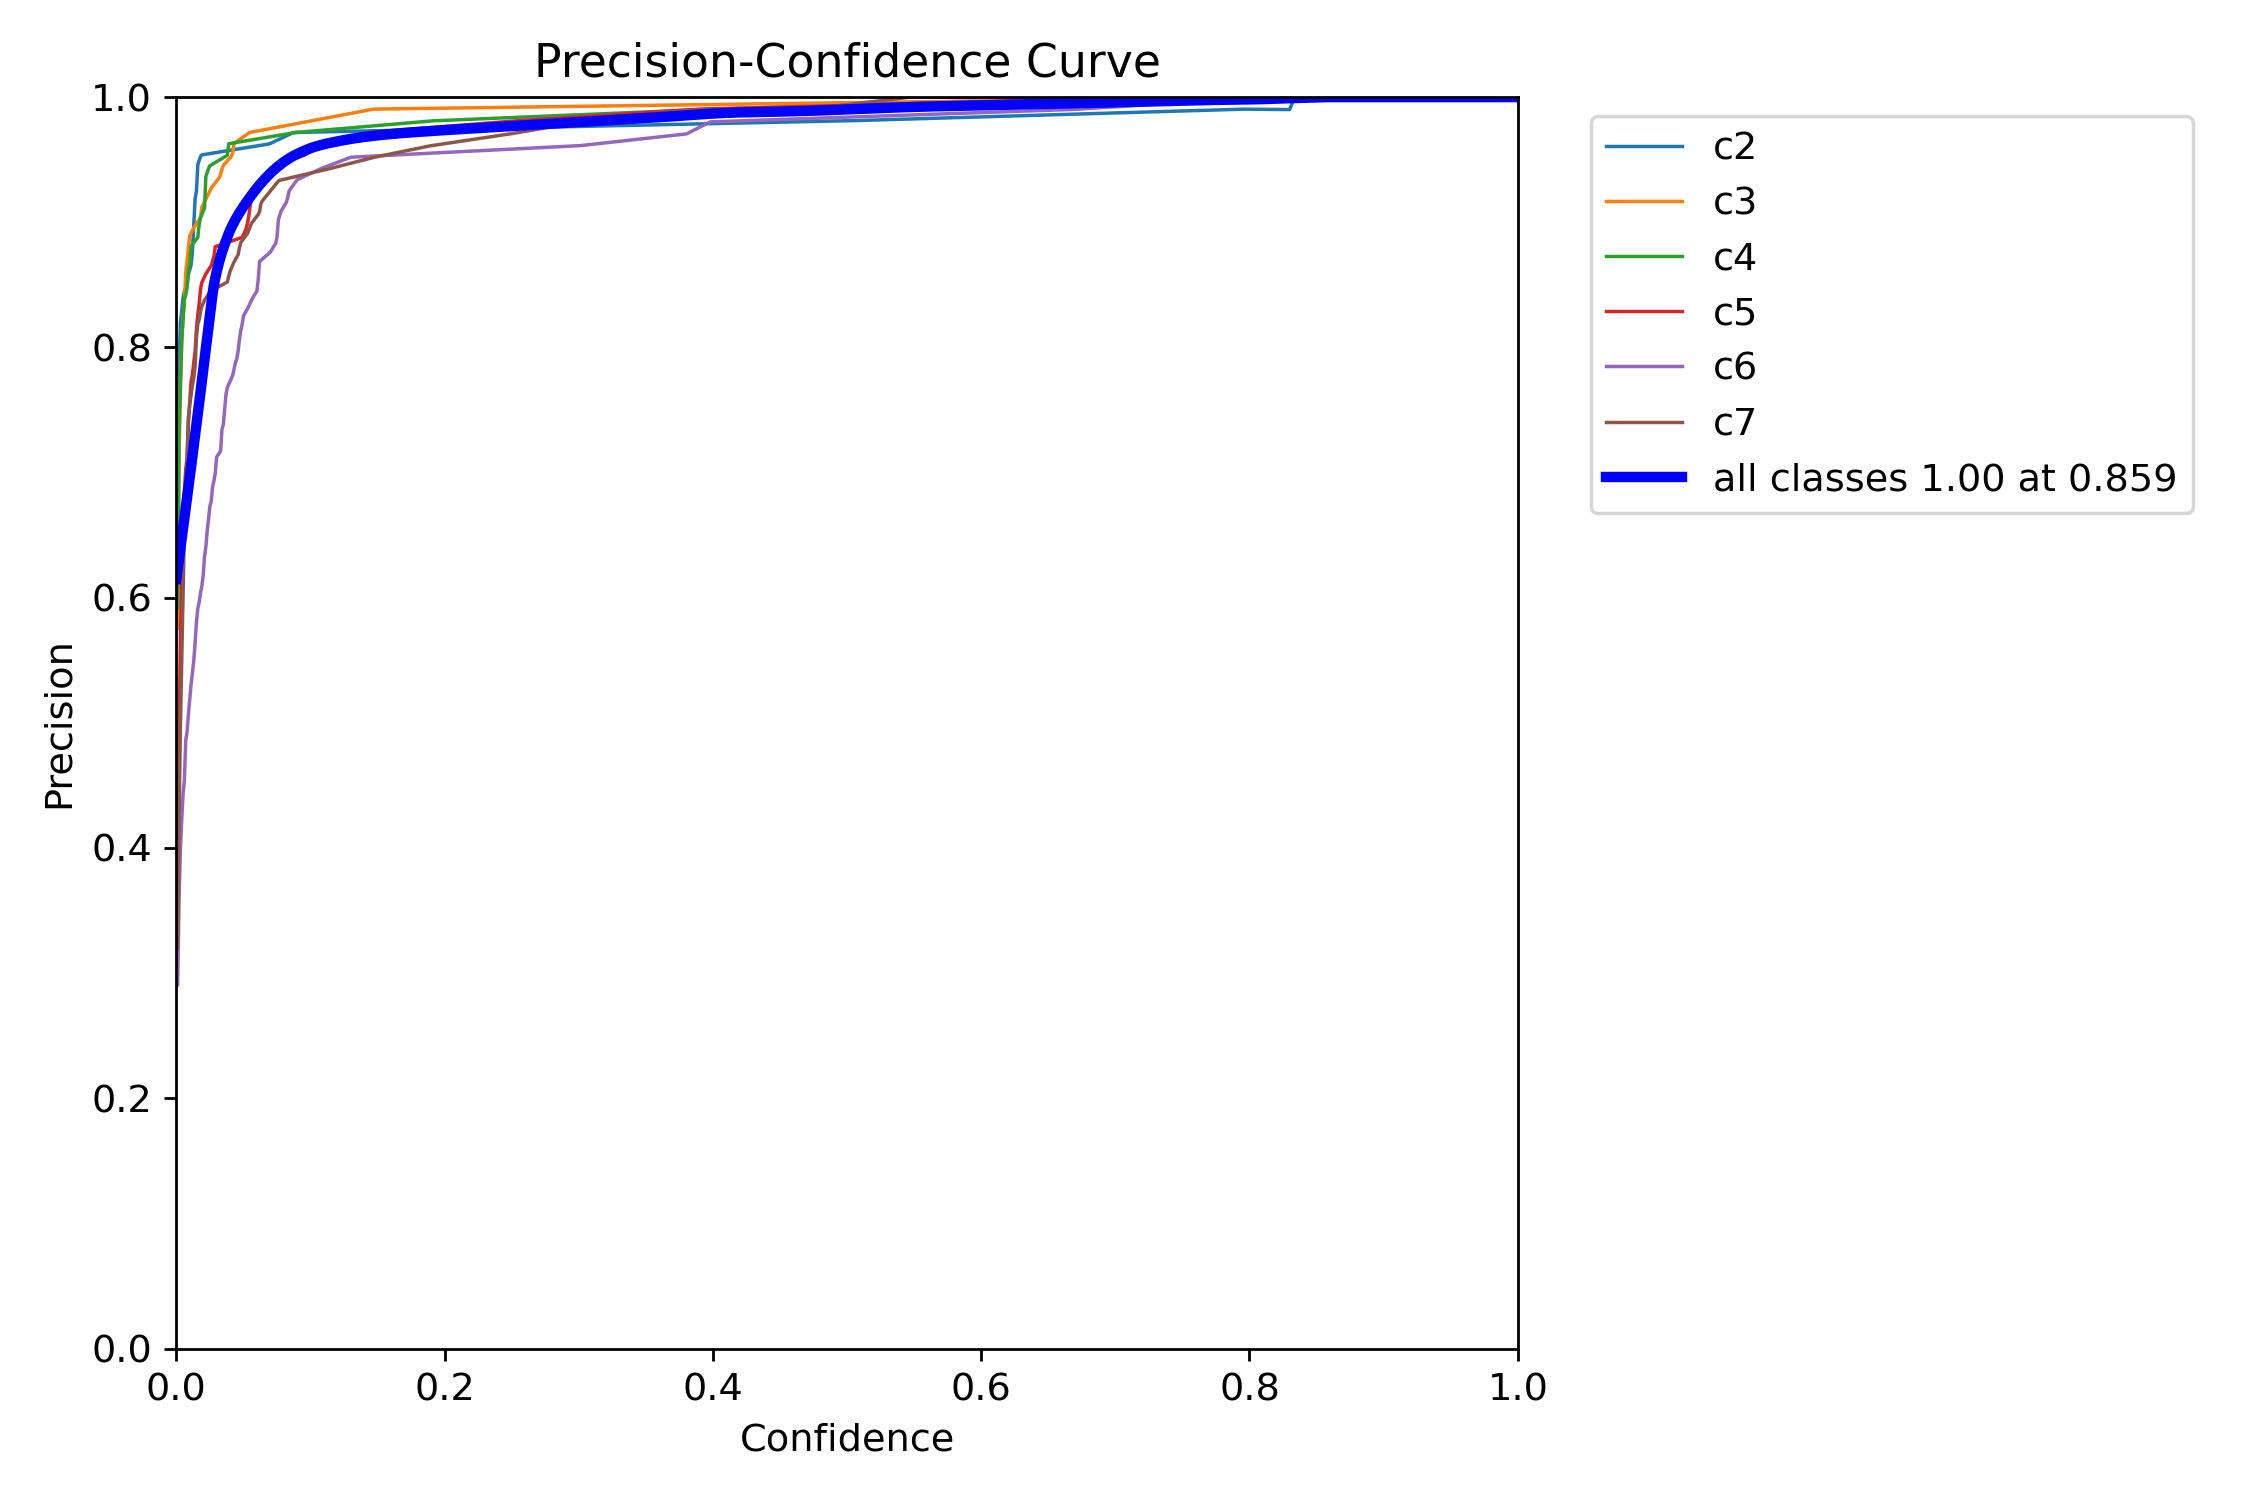 Precision-Confidence Curve
1.0
0.8
0.6
0.4
0.2
0.0
Precision
0.0 0.2 0.4 0.6 0.8 1.0
Confidence
c2
c3
c4
c5
c6
c7
all classes 1.00 at 0.859